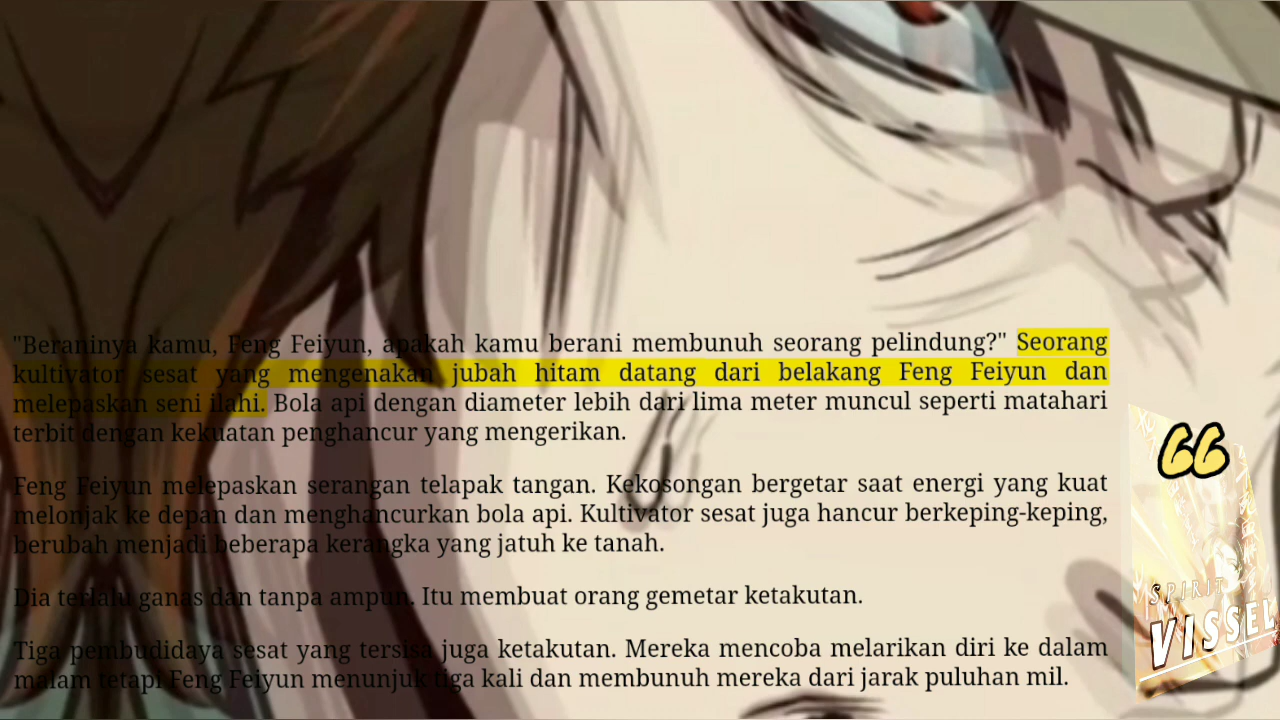 "Beraninya kamu, Feng Feiyun, apakah kamu berani membunuh seorang pelindung?" Seorang
kultivator sesat yang mengenakan jubah hitam datang dari belakang Feng Feiyun dan
melepaskan seni ilahi. Bola api dengan diameter lebih dari lima meter muncul seperti matahari
terbit dengan kekuatan penghancur yang mengerikan.
Feng Feiyun melepaskan serangan telapak tangan. Kekosongan bergetar saat energi yang kuat
melonjak ke depan dan menghancurkan bola api. Kultivator sesat juga hancur berkeping-keping,
berubah menjadi beberapa kerangka yang jatuh ke tanah.
Dia terlalu ganas dan tanpa ampun. Itu membuat orang gemetar ketakutan.
Tiga pembudidaya sesat yang tersisa juga ketakutan. Mereka mencoba melarikan diri ke dalam
malam tetapi Feng Feiyun menunjuk tiga kali dan membunuh mereka dari jarak puluhan mil.
66
SPIRIT
VISSEL